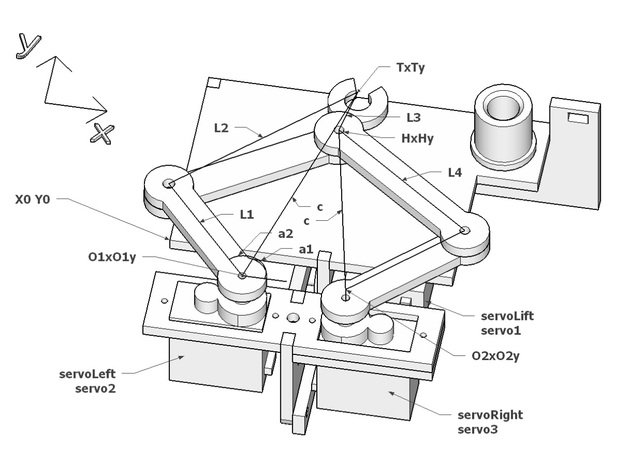 y
x
TxTy
L3
L2
HxHy
L4
X0 Y0
L1
c
c
a2
a1
O1xO1y
servoLift
servo1
O2xO2y
servoLeft
servo2
servoRight
servo3